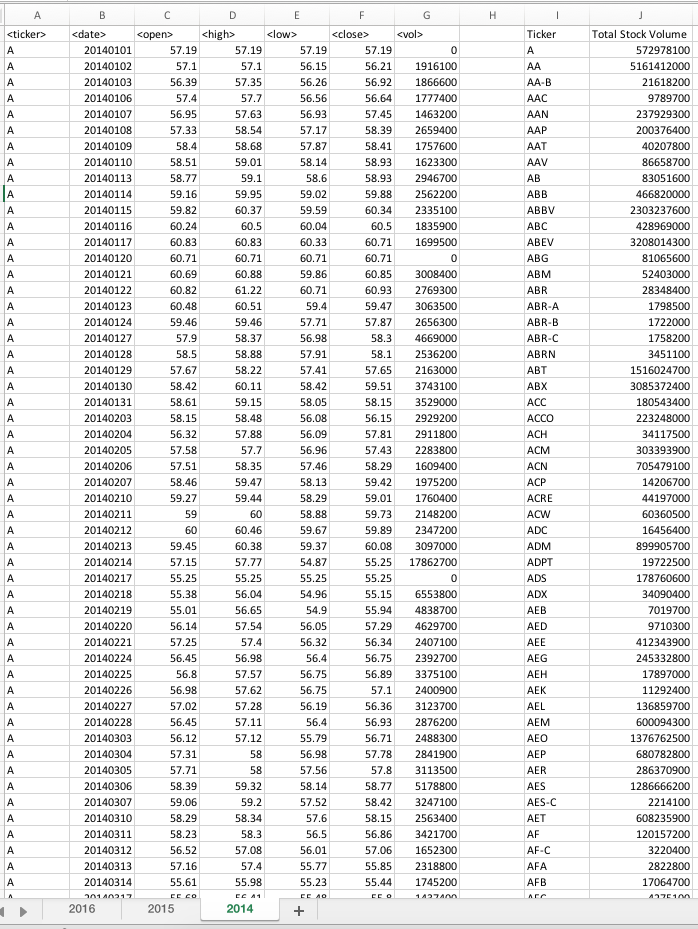 A B C D E F G H I J
<ticker> <date> <open> <high> <low> <close> <vol> Ticker Total Stock Volume
A 20140101 57.19 57.19 57.19 57.19 0 A 572978100
A 20140102 57.1 57.1 56.15 56.21 1916100 AA 5161412000
A 20140103 56.39 57.35 56.26 56.92 1866600 AA-B 21618200
A 20140106 57.4 57.7 56.56 56.64 1777400 AAC 9789700
A 20140107 56.95 57.63 56.93 57.45 1463200 AAN 237929300
A 20140108 57.33 58.54 57.17 58.39 2659400 AAP 200376400
A 20140109 58.4 58.68 57.87 58.41 1757600 AAT 40207800
A 20140110 58.51 59.01 58.14 58.93 1623300 AAV 86658700
A 20140113 58.77 59.1 58.6 58.93 2946700 AB 83051600
A 20140114 59.16 59.95 59.02 59.88 2562200 ABB 466820000
A 20140115 59.82 60.37 59.59 60.34 2335100 ABBV 2303237600
A 20140116 60.24 60.5 60.04 60.5 1835900 ABC 428969000
A 20140117 60.83 60.83 60.33 60.71 1699500 ABEV 3208014300
A 20140120 60.71 60.71 60.71 60.71 0 ABG 81065600
A 20140121 60.69 60.88 59.86 60.85 3008400 ABM 52403000
A 20140122 60.82 61.22 60.71 60.93 2769300 ABR 28348400
A 20140123 60.48 60.51 59.4 59.47 3063500 ABR-A 1798500
A 20140124 59.46 59.46 57.71 57.87 2656300 ABR-B 1722000
A 20140127 57.9 58.37 56.98 58.3 4669000 ABR-C 1758200
A 20140128 58.5 58.88 57.91 58.1 2536200 ABRN 3451100
A 20140129 57.67 58.22 57.41 57.65 2163000 ABT 1516024700
A 20140130 58.42 60.11 58.42 59.51 3743100 ABX 3085372400
A 20140131 58.61 59.15 58.05 58.15 3529000 ACC 180543400
A 20140203 58.15 58.48 56.08 56.15 2929200 ACCO 223248000
A 20140204 56.32 57.88 56.09 57.81 2911800 ACH 34117500
A 20140205 57.58 57.7 56.96 57.43 2283800 ACM 303393900
A 20140206 57.51 58.35 57.46 58.29 1609400 ACN 705479100
A 20140207 58.46 59.47 58.13 59.42 1975200 ACP 14206700
A 20140210 59.27 59.44 58.29 59.01 1760400 ACRE 44197000
A 20140211 59 60 58.88 59.73 2148200 ACW 60360500
A 20140212 60 60.46 59.67 59.89 2347200 ADC 16456400
A 20140213 59.45 60.38 59.37 60.08 3097000 ADM 899905700
A 20140214 57.15 57.77 54.87 55.25 17862700 ADPT 19722500
A 20140217 55.25 55.25 55.25 55.25 0 ADS 178760600
A 20140218 55.38 56.04 54.96 55.15 6553800 ADX 34090400
A 20140219 55.01 56.65 54.9 55.94 4838700 AEB 7019700
A 20140220 56.14 57.54 56.05 57.29 4629700 AED 9710300
A 20140221 57.25 57.4 56.32 56.34 2407100 AEE 412343900
A 20140224 56.45 56.98 56.4 56.75 2392700 AEG 245332800
A 20140225 56.8 57.57 56.75 56.89 3375100 AEH 17897000
A 20140226 56.98 57.62 56.75 57.1 2400900 AEK 11292400
A 20140227 57.02 57.28 56.19 56.36 3123700 AEL 136859700
A 20140228 56.45 57.11 56.4 56.93 2876200 AEM 600094300
A 20140303 56.12 57.12 55.79 56.71 2488300 AEO 1376762500
A 20140304 57.31 58 56.98 57.78 2841900 AEP 680782800
A 20140305 57.71 58 57.56 57.8 3113500 AER 286370900
A 20140306 58.39 59.32 58.14 58.77 5178800 AES 1286666200
A 20140307 59.06 59.2 57.52 58.42 3247100 AES-C 2214100
A 20140310 58.29 58.34 57.6 58.15 2563400 AET 608235900
A 20140311 58.23 58.3 56.5 56.86 3421700 AF 120157200
A 20140312 56.52 57.08 56.01 57.06 1652300 AF-C 3220400
A 20140313 57.16 57.4 55.77 55.85 2318800 AFA 2822800
A 20140314 55.61 55.98 55.23 55.44 1745200 AFB 17064700
2016 2015 2014 +